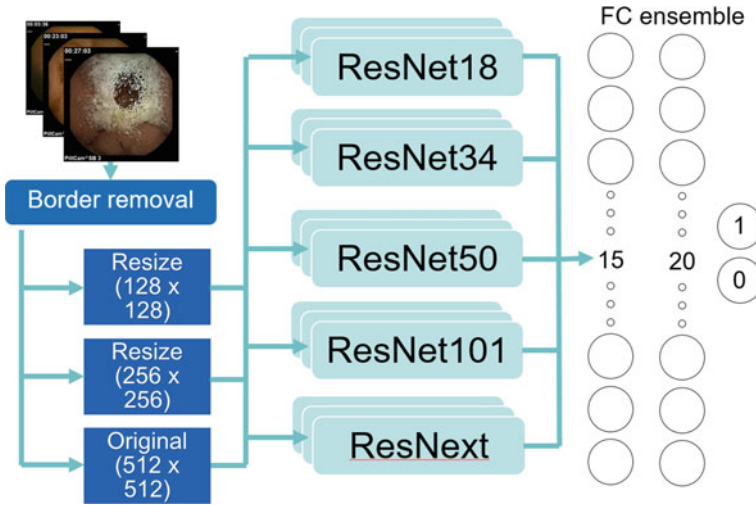 FC ensemble
00:03:36
00:23:03
00:27:03
PillCam™ SB 3
Border removal
Resize
(128 x
128)
Resize
(256 x
256)
Original
(512 x
512)
ResNet18
ResNet34
ResNet50
ResNet101
ResNext
15
20
1
0